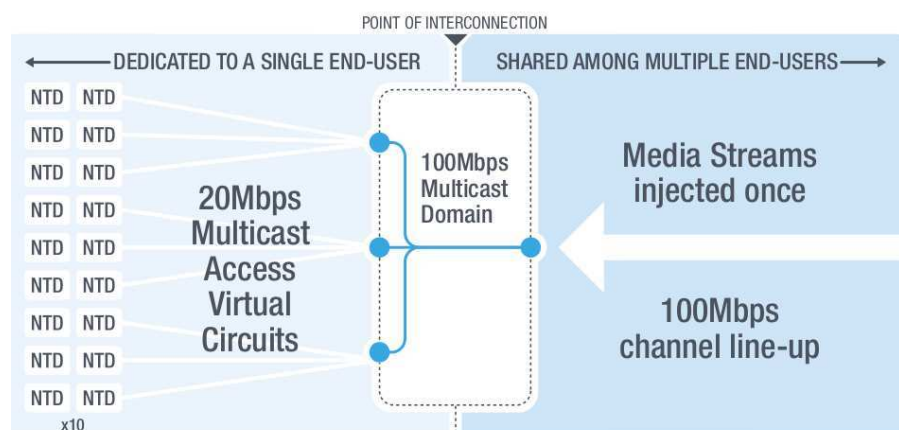 POINT OF INTERCONNECTION
DEDICATED TO A SINGLE END-USER
SHARED AMONG MULTIPLE END-USERS
NTD NTD
NTD NTD
NTD NTD
NTD NTD
NTD NTD
NTD NTD
NTD NTD
NTD NTD
NTD NTD
x10
20Mbps
Multicast
Access
Virtual
Circuits
100Mbps
Multicast
Domain
Media Streams
injected once
100Mbps
channel line-up